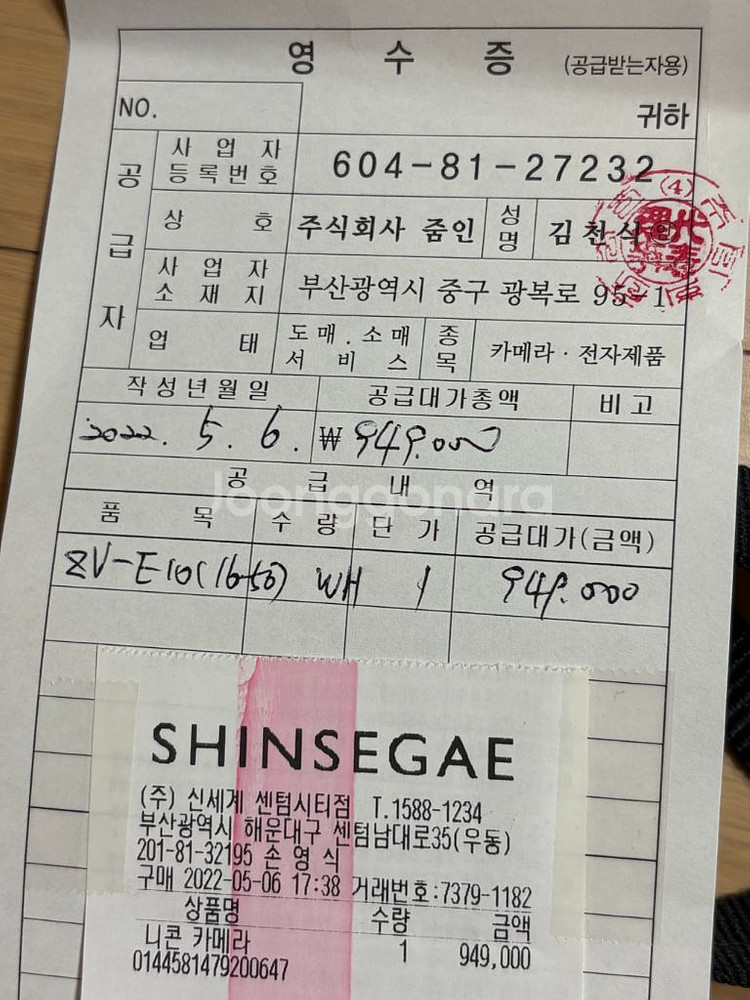 영 수 증 (공급받는자용)
NO. 귀하
공급자
사업자등록번호 604-81-27232
상 호 주식회사 줌인 성명 김천식
사업자소재지 부산광역시 중구 광복로 95-1
업 태 도매.소매 서비스 종목 카메라·전자제품
작성년월일 공급대가총액 비고
2022. 5. 6. ₩ 949.000
공 급 내 역
Joonggonara
품 목 수 량 단 가 공급대가(금액)
ZV-E10(16-50) WH 1 949.000
SHINSEGAE
(주) 신세계 센텀시티점 T.1588-1234
부산광역시 해운대구 센텀남대로35(우동)
201-81-32195 손영식
구매 2022-05-06 17:38 거래번호:7379-1182
상품명 수량 금액
니콘 카메라 1 949,000
0144581479200647